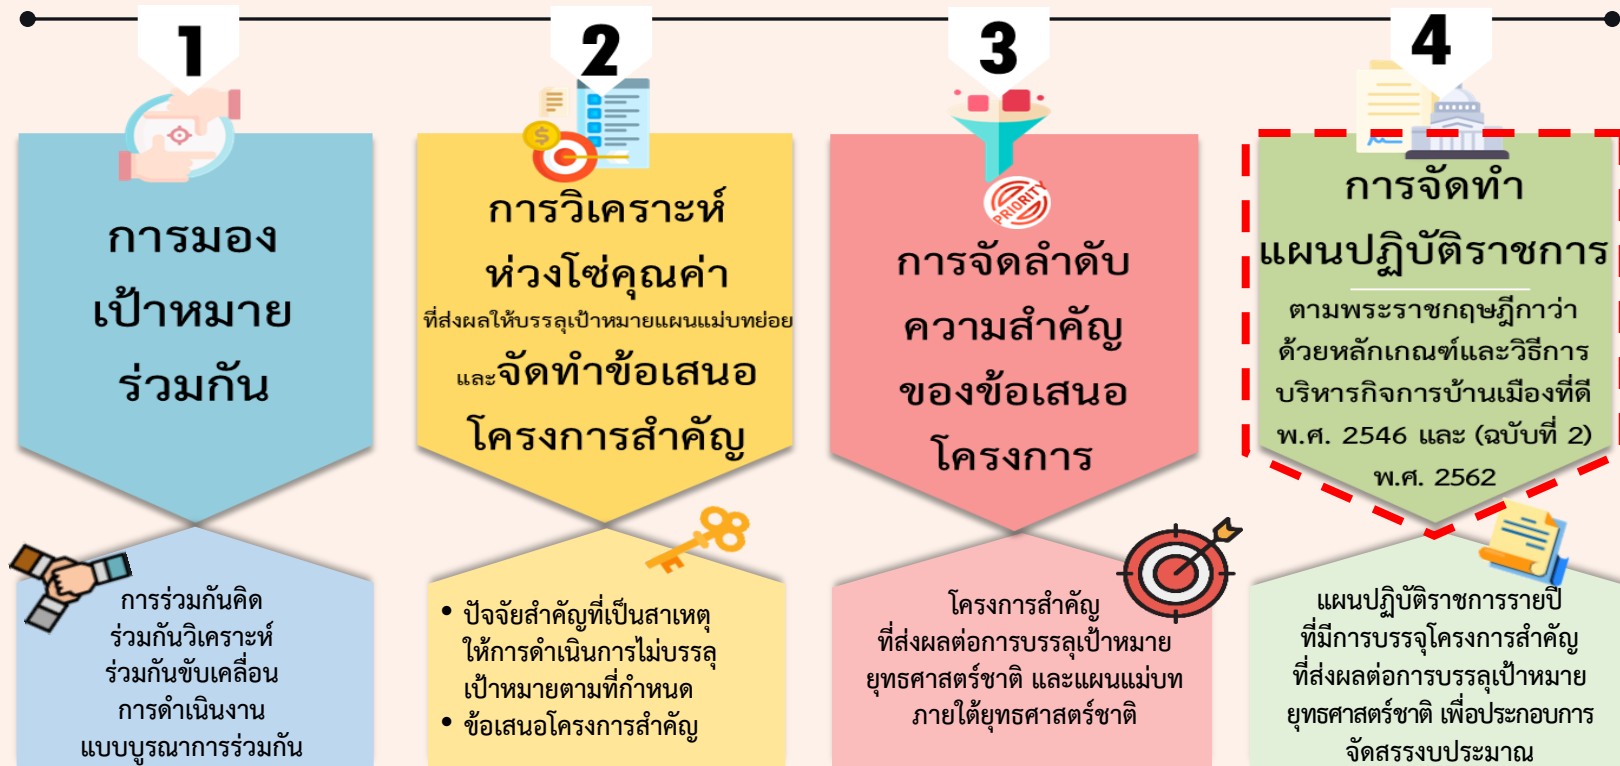 1
การมอง
เป้าหมาย
ร่วมกัน
การร่วมกันคิด
ร่วมกันวิเคราะห์
ร่วมกันขับเคลื่อน
การดำเนินงาน
แบบบูรณาการร่วมกัน
2
การวิเคราะห์
ห่วงโซ่คุณค่า
ที่ส่งผลให้บรรลุเป้าหมายแผนแม่บทย่อย
และจัดทำข้อเสนอ
โครงการสำคัญ
• ปัจจัยสำคัญที่เป็นสาเหตุ
ให้การดำเนินการไม่บรรลุ
เป้าหมายตามที่กำหนด
• ข้อเสนอโครงการสำคัญ
3
PRIORITY
การจัดลำดับ
ความสำคัญ
ของข้อเสนอ
โครงการ
โครงการสำคัญ
ที่ส่งผลต่อการบรรลุเป้าหมาย
ยุทธศาสตร์ชาติ และแผนแม่บท
ภายใต้ยุทธศาสตร์ชาติ
4
การจัดทำ
แผนปฏิบัติราชการ
ตามพระราชกฤษฎีกาว่า
ด้วยหลักเกณฑ์และวิธีการ
บริหารกิจการบ้านเมืองที่ดี
พ.ศ. 2546 และ (ฉบับที่ 2)
พ.ศ. 2562
แผนปฏิบัติราชการรายปี
ที่มีการบรรจุโครงการสำคัญ
ที่ส่งผลต่อการบรรลุเป้าหมาย
ยุทธศาสตร์ชาติ เพื่อประกอบการ
จัดสรรงบประมาณ